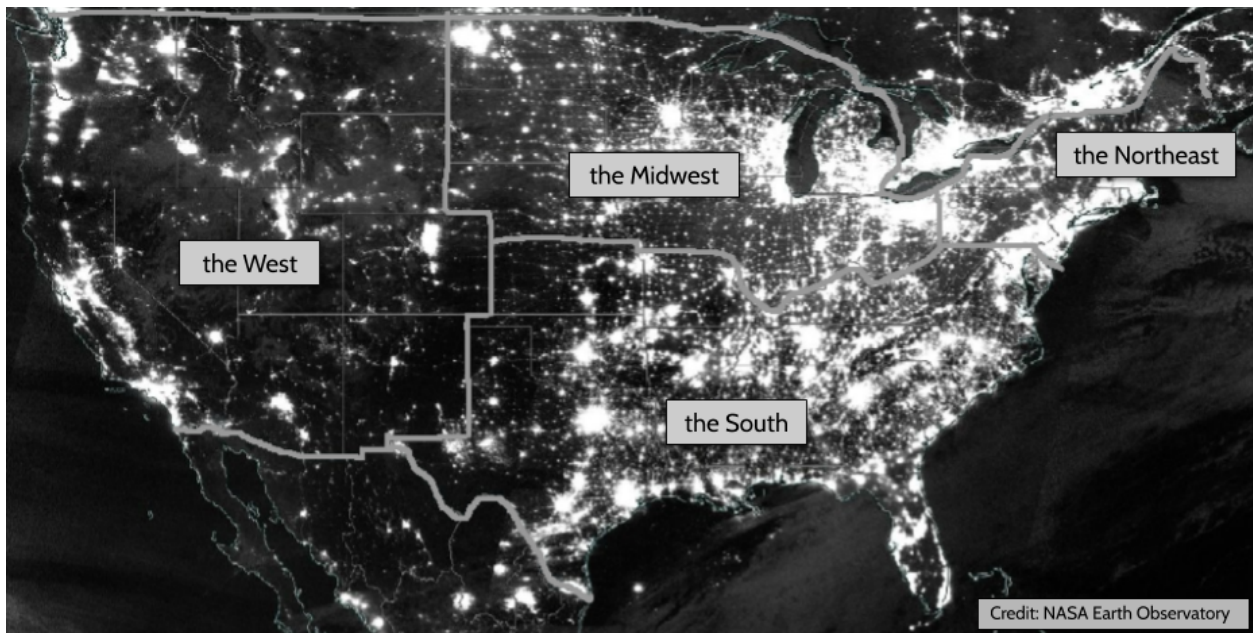 the Midwest
the Northeast
the West
the South
Credit: NASA Earth Observatory